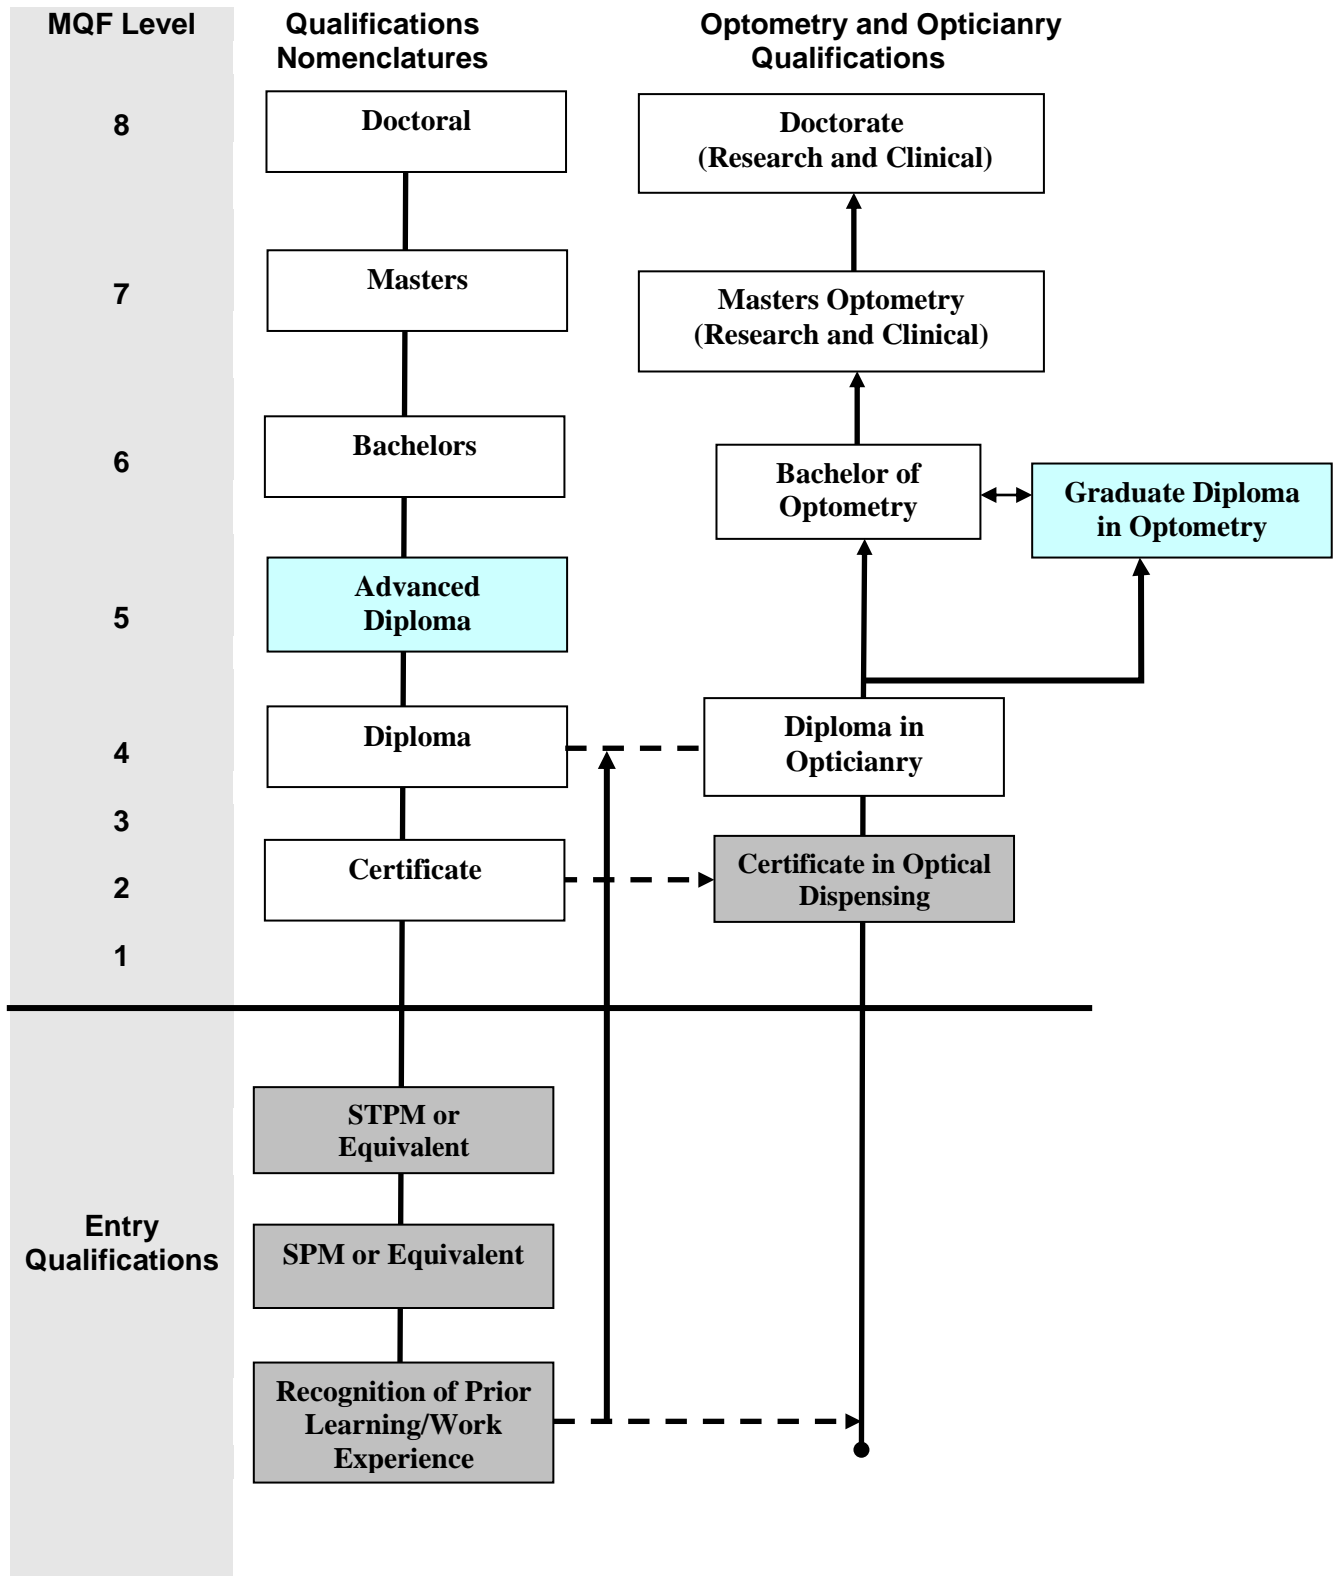 MQF Level
Qualifications
Nomenclatures
Optometry and Opticianry
Qualifications
8
Doctoral
Doctorate
(Research and Clinical)
7
Masters
Masters Optometry
(Research and Clinical)
6
Bachelors
Bachelor of
Optometry
Graduate Diploma
in Optometry
5
Advanced
Diploma
4
Diploma
Diploma in
Opticianry
3
2
Certificate
Certificate in Optical
Dispensing
1
Entry
Qualifications
STPM or
Equivalent
SPM or Equivalent
Recognition of Prior
Learning/Work
Experience